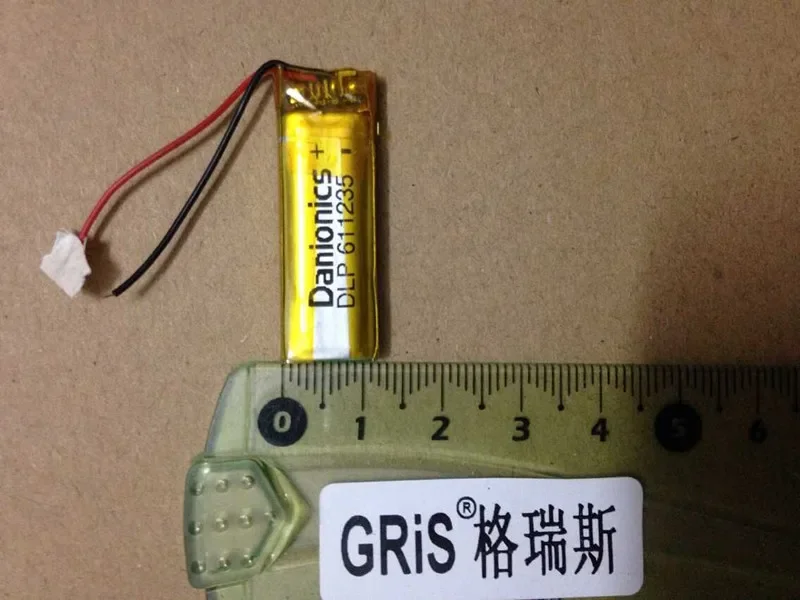 + -
Danionics
DLP 611235
0 1 2 3 4 5 6
GRiS® 格瑞斯